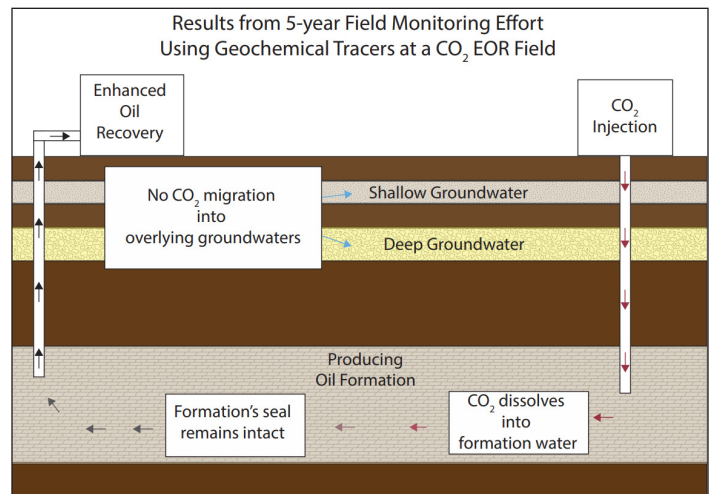 Results from 5-year Field Monitoring Effort
Using Geochemical Tracers at a CO₂ EOR Field
Enhanced
Oil
Recovery
CO₂
Injection
No CO₂ migration
into
overlying groundwaters
Shallow Groundwater
Deep Groundwater
Producing
Oil Formation
Formation's seal
remains intact
CO₂ dissolves
into
formation water